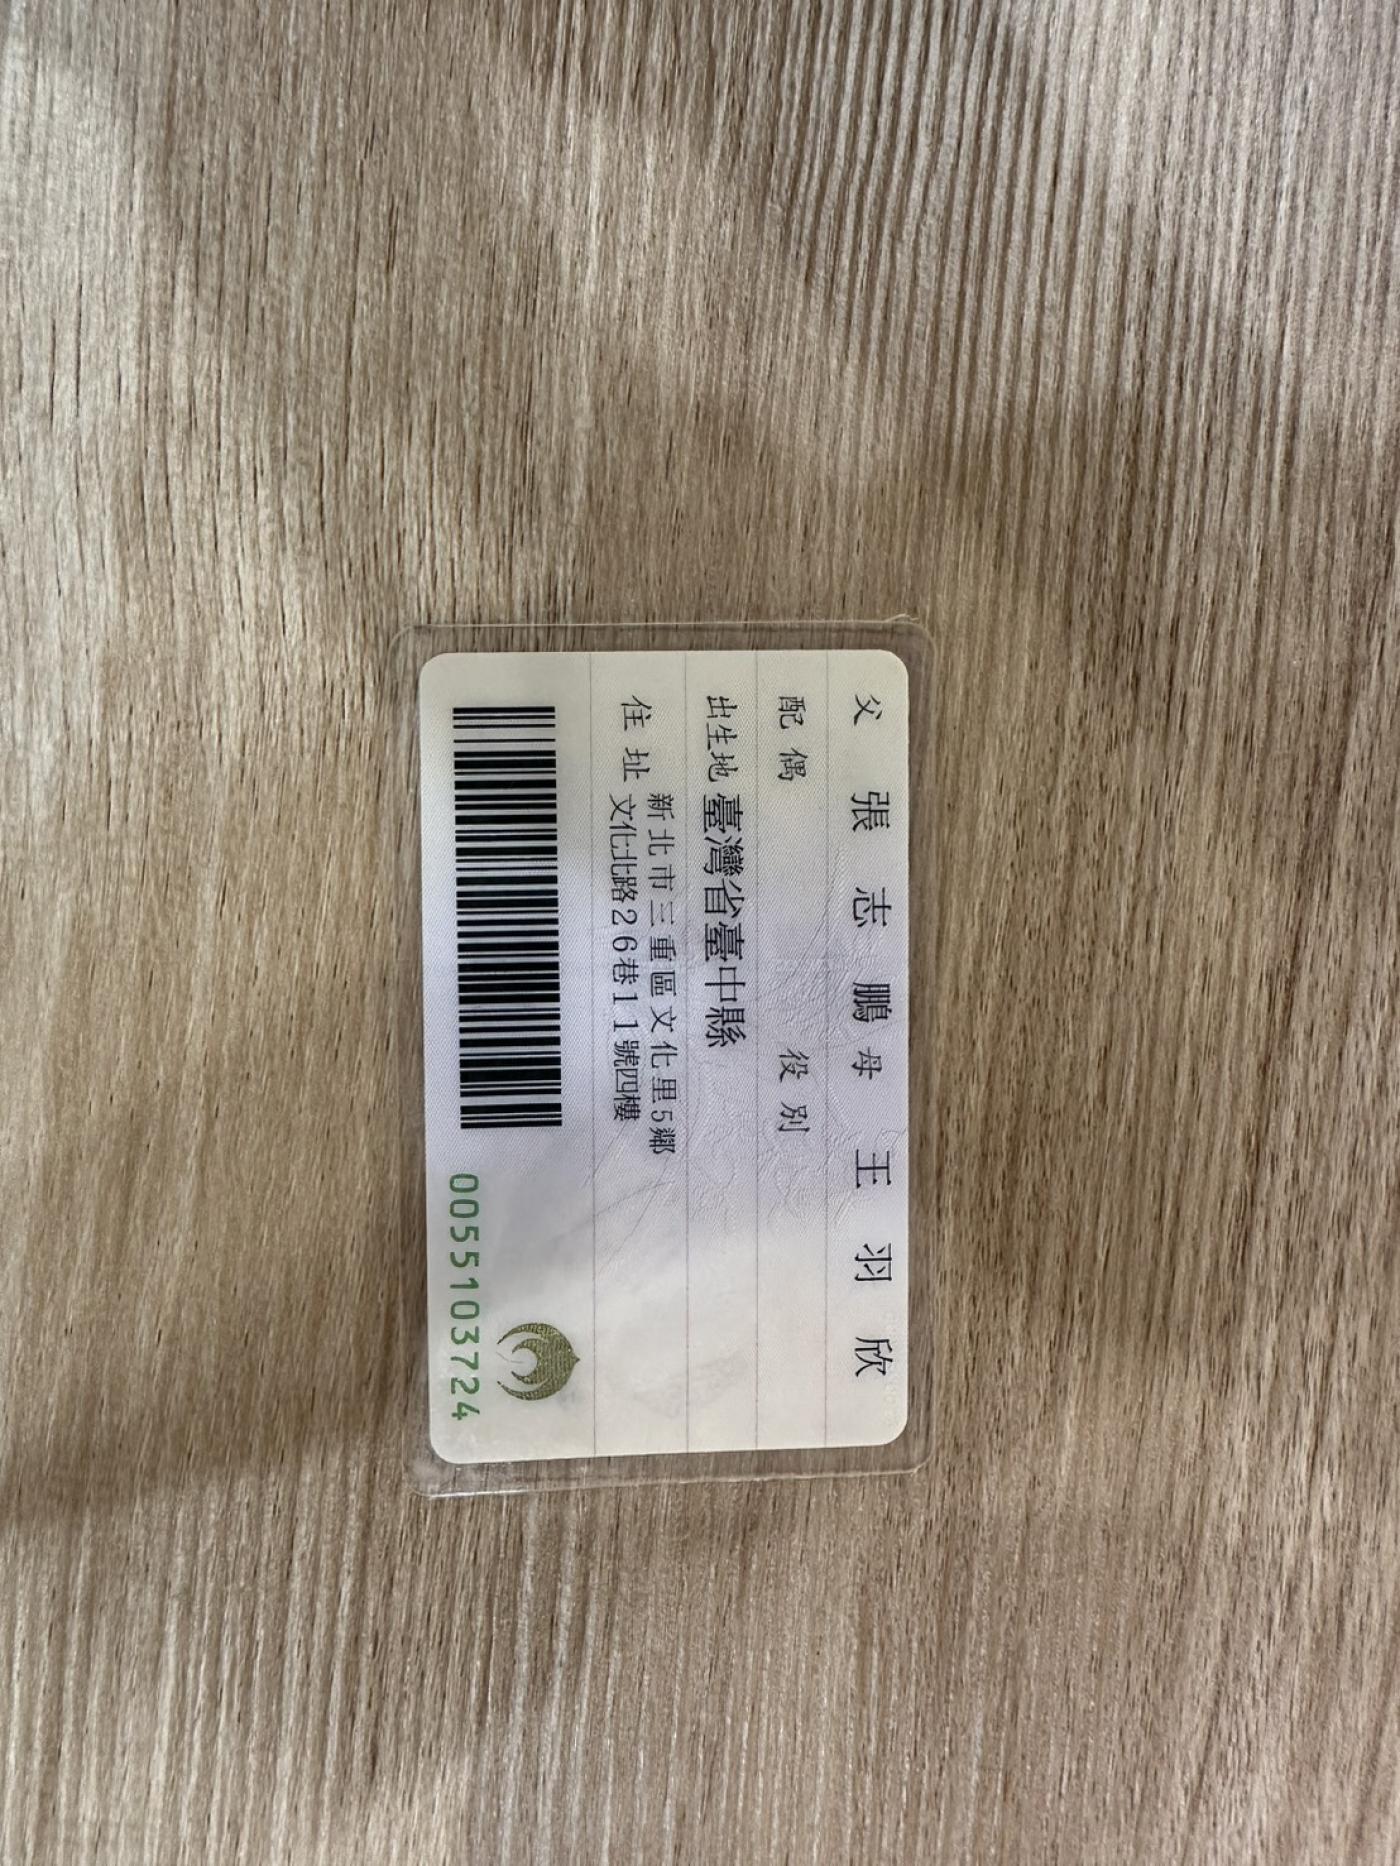 父 張志鵬 母 王羽欣
配偶 役別
出生地 臺灣省臺中縣
住址 新北市三重區文化里5鄰
文化北路26巷11號四樓
0055103724